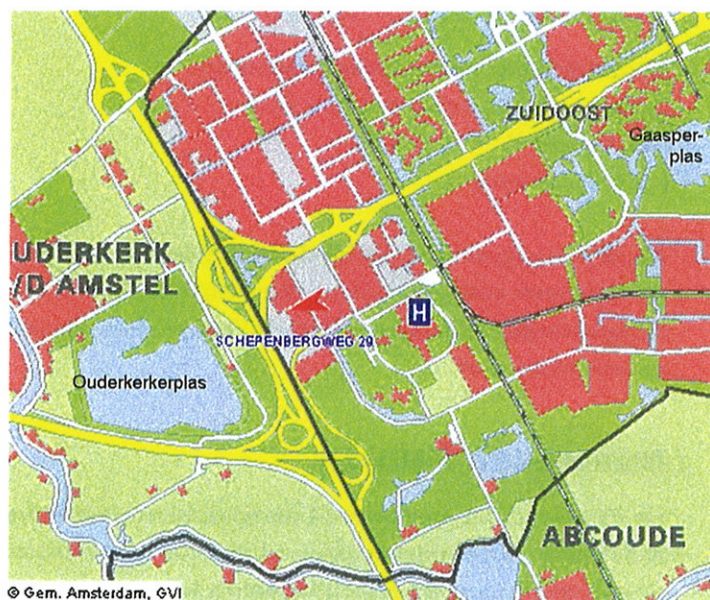 ZUIDOOST
Gaasper-
plas
UDERKERK
/D AMSTEL
H
SCHEPENBERGWEG 29
Ouderkerkerplas
ABCOUDE
© Gem. Amsterdam, GVI